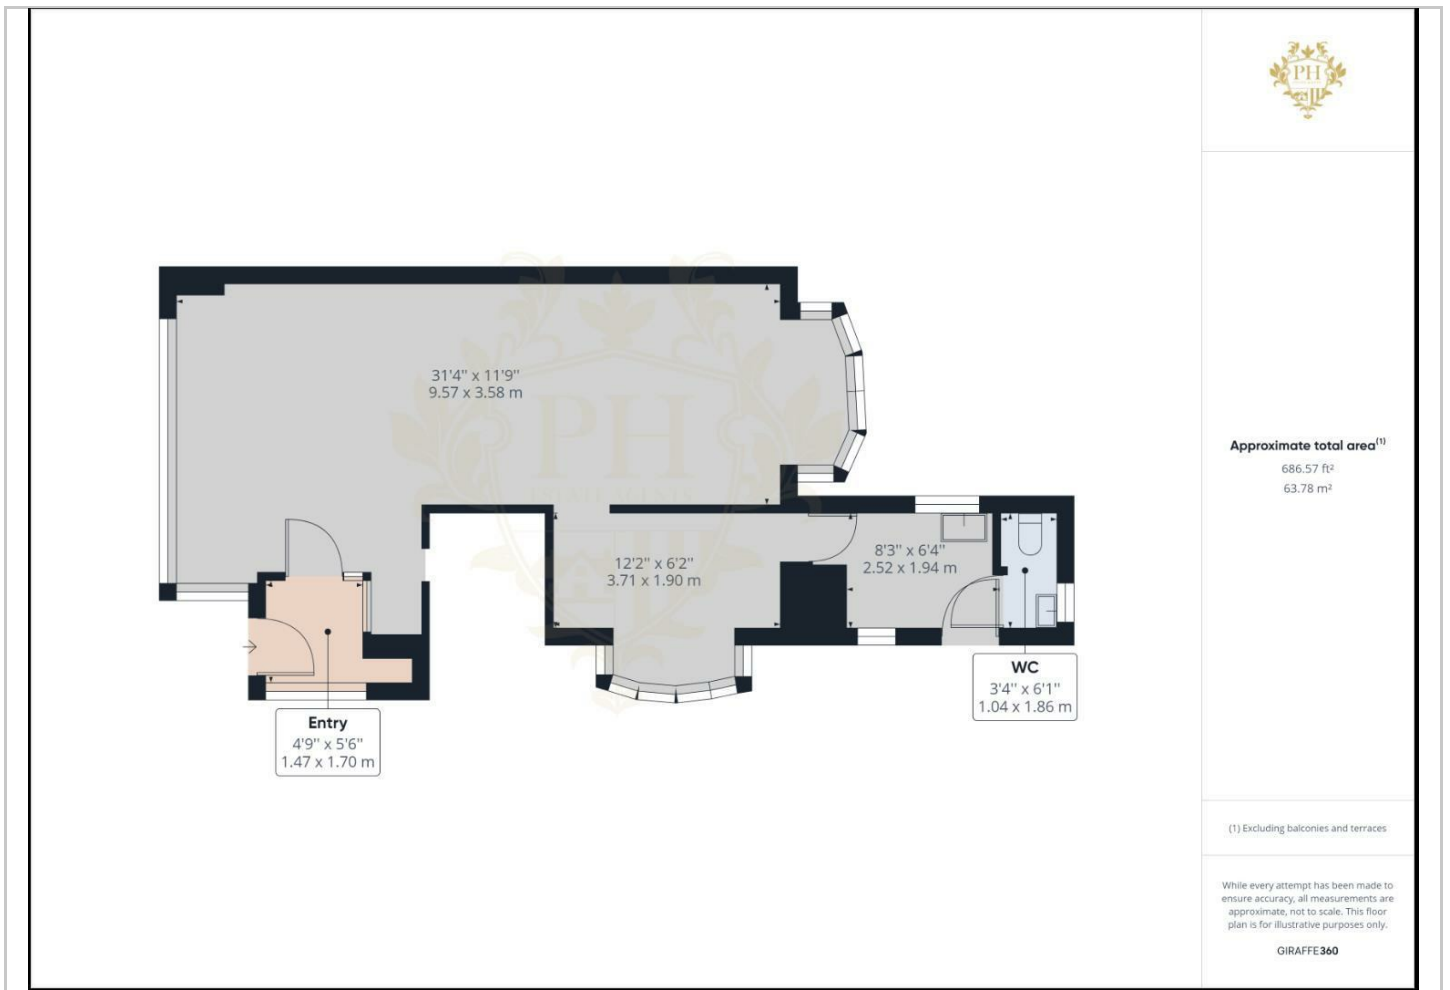 PH
31'4" x 11'9"
9.57 x 3.58 m
PH
ESTATE AGENTS
12'2" x 6'2"
3.71 x 1.90 m
8'3" x 6'4"
2.52 x 1.94 m
WC
3'4" x 6'1"
1.04 x 1.86 m
Entry
4'9" x 5'6"
1.47 x 1.70 m
Approximate total area(1)
686.57 ft²
63.78 m²
(1) Excluding balconies and terraces
While every attempt has been made to
ensure accuracy, all measurements are
approximate, not to scale. This floor
plan is for illustrative purposes only.
GIRAFFE360